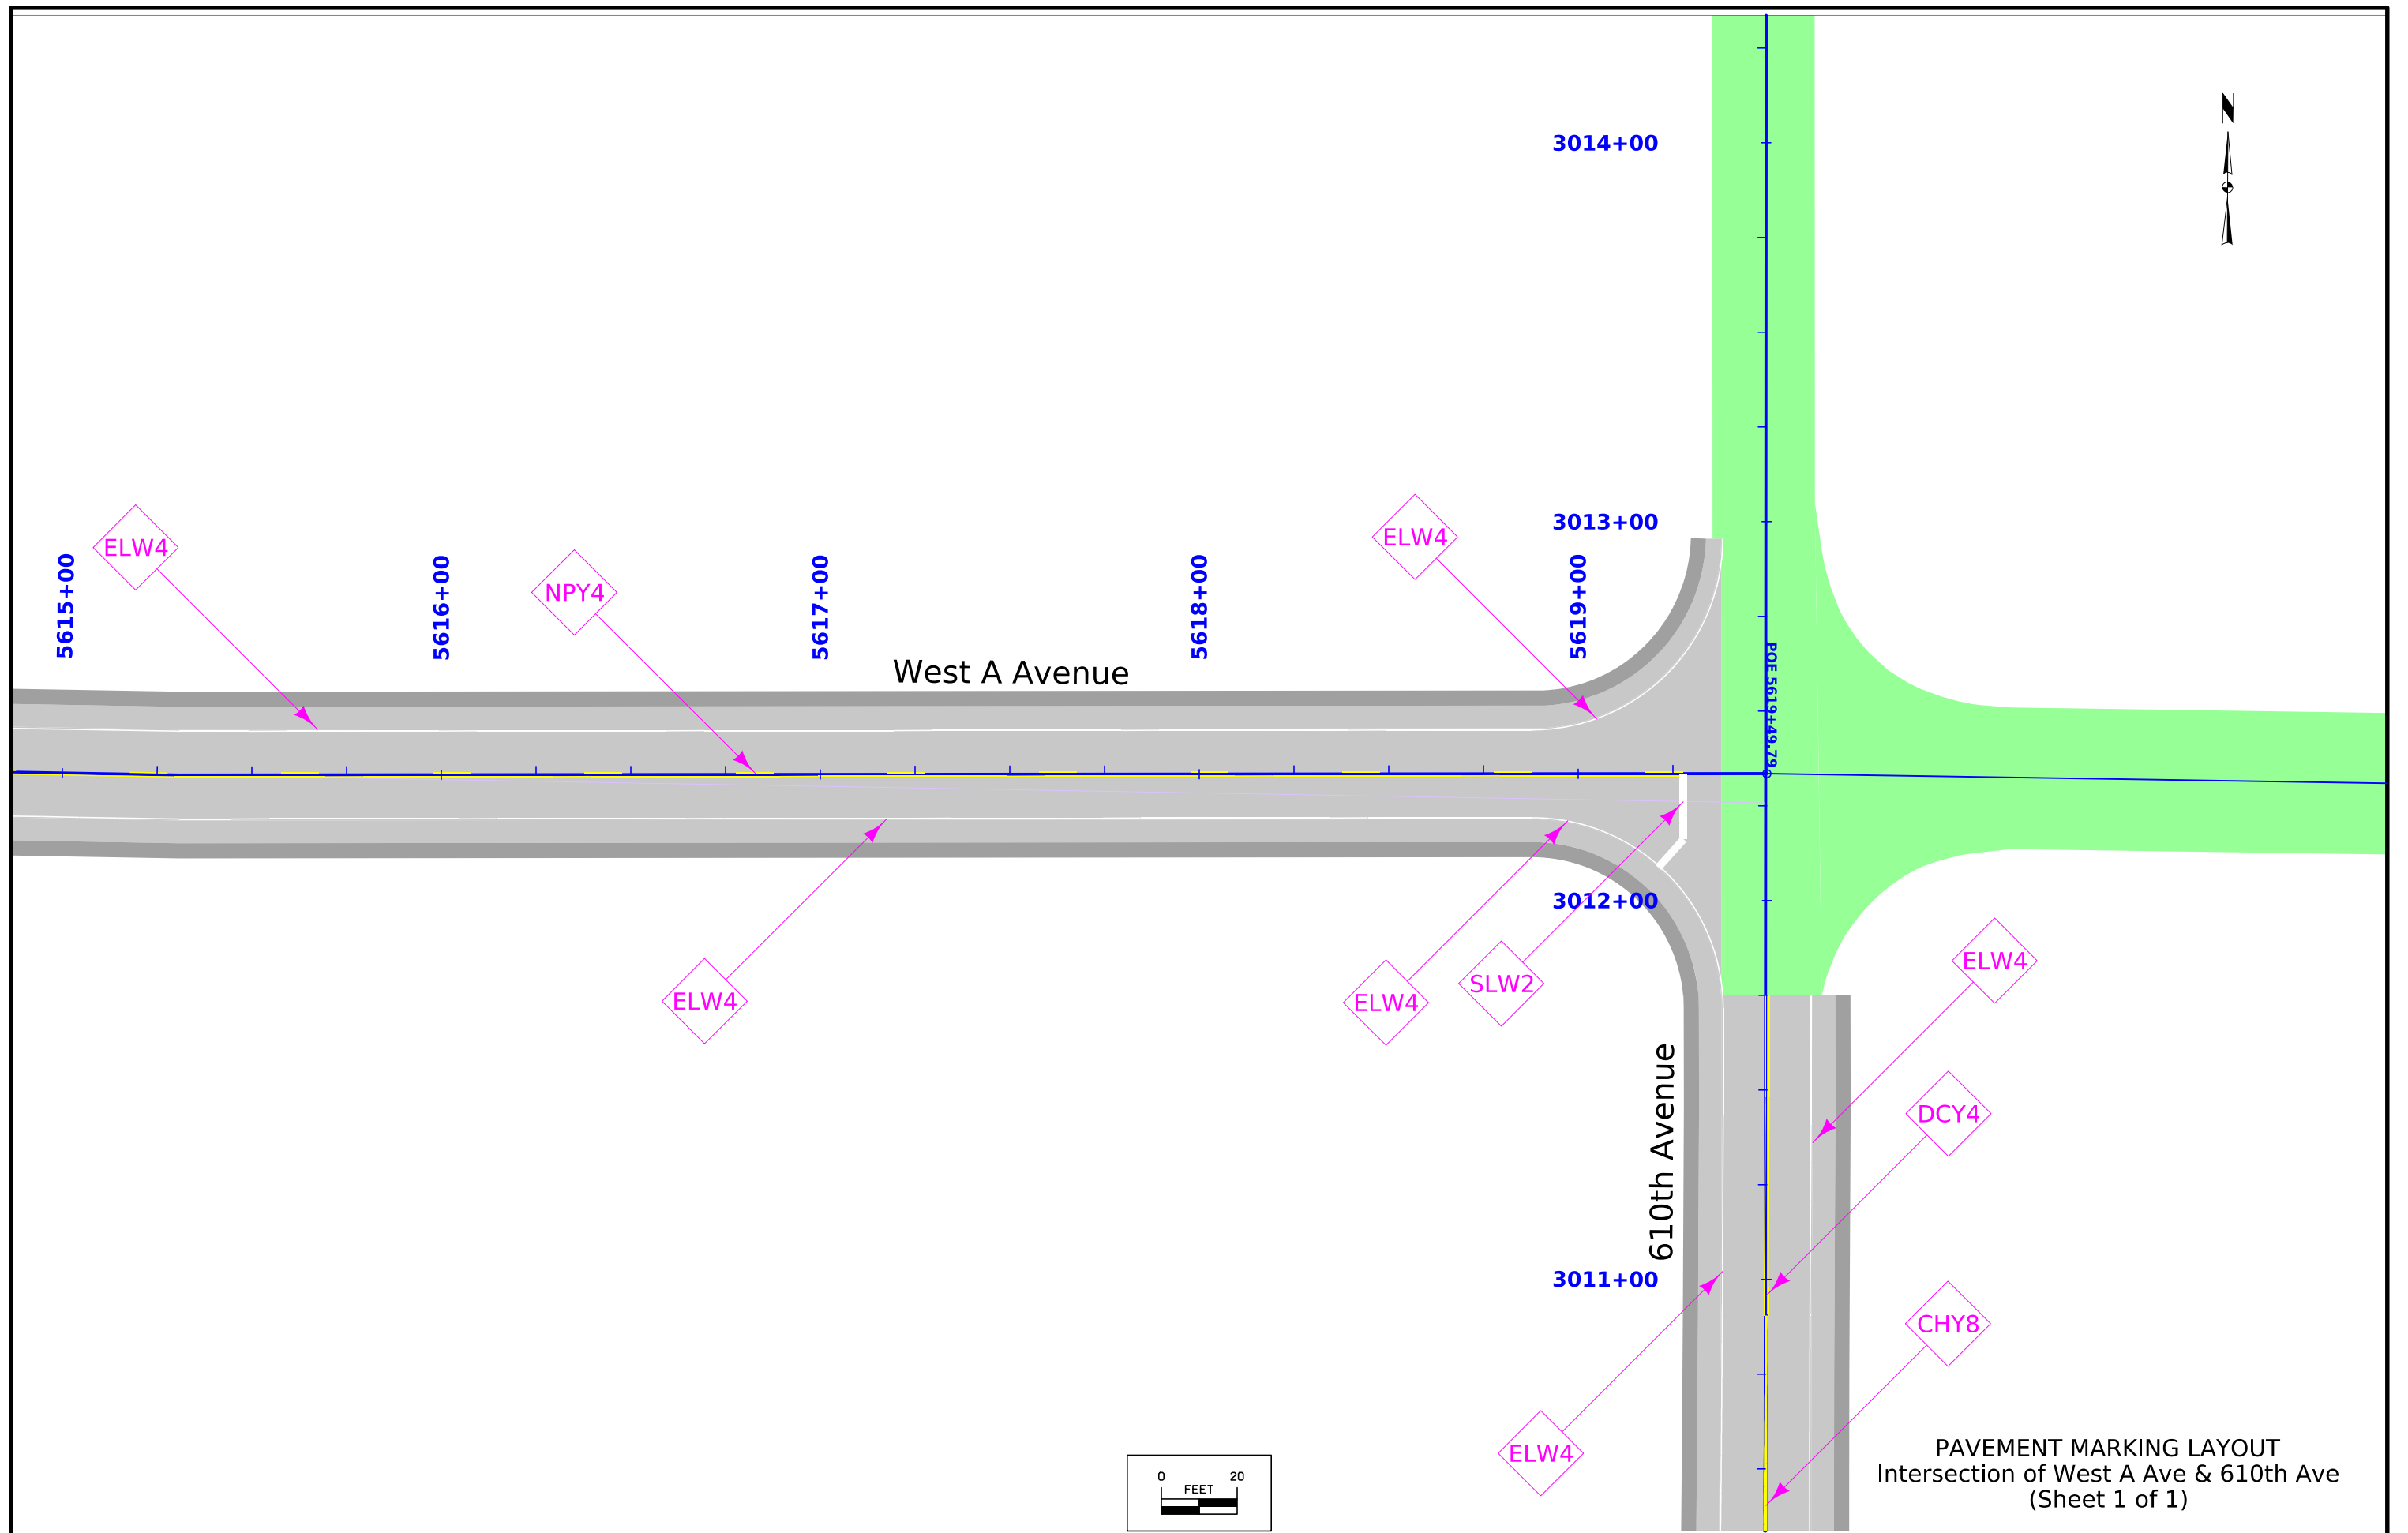 N
3014+00
3013+00
ELW4
ELW4
NPY4
5615+00
5616+00
5617+00
5618+00
5619+00
West A Avenue
POE 5619+49.79
3012+00
ELW4
ELW4
ELW4
SLW2
610th Avenue
DCY4
3011+00
CHY8
ELW4
0 20
FEET
PAVEMENT MARKING LAYOUT
Intersection of West A Ave & 610th Ave
(Sheet 1 of 1)